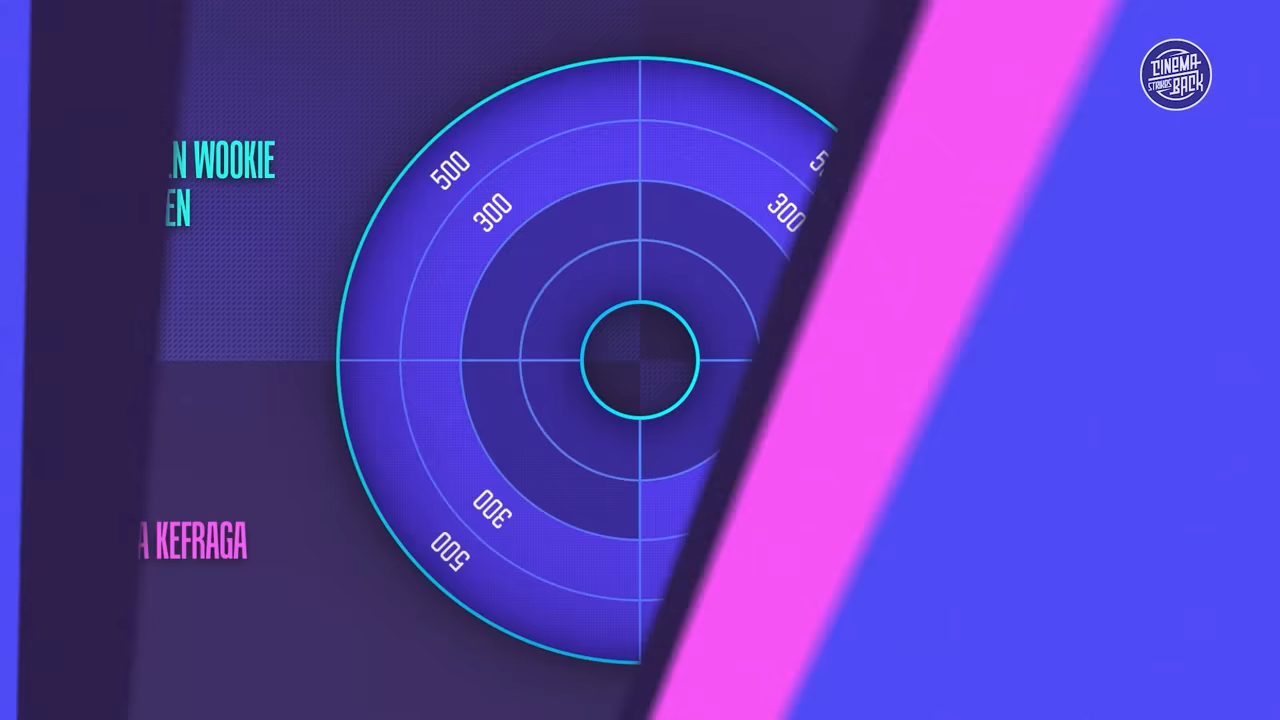 N WOOKIE
EN
A KEFRAGA
500
300
300
300
500
CINEMA
STRIKES
BACK